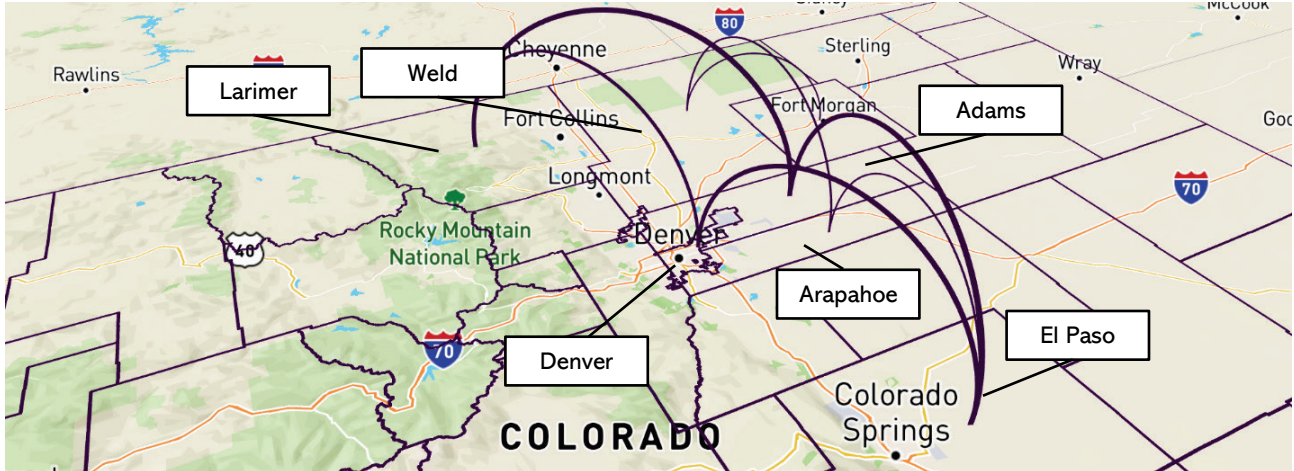 80
McCook
Cheyenne
Sterling
Rawlins
Weld
Wray
Larimer
Fort Morgan
Adams
Fort Collins
Longmont
70
Rocky Mountain
National Park
Denver
40
Arapahoe
El Paso
70
Denver
Colorado
Springs
COLORADO